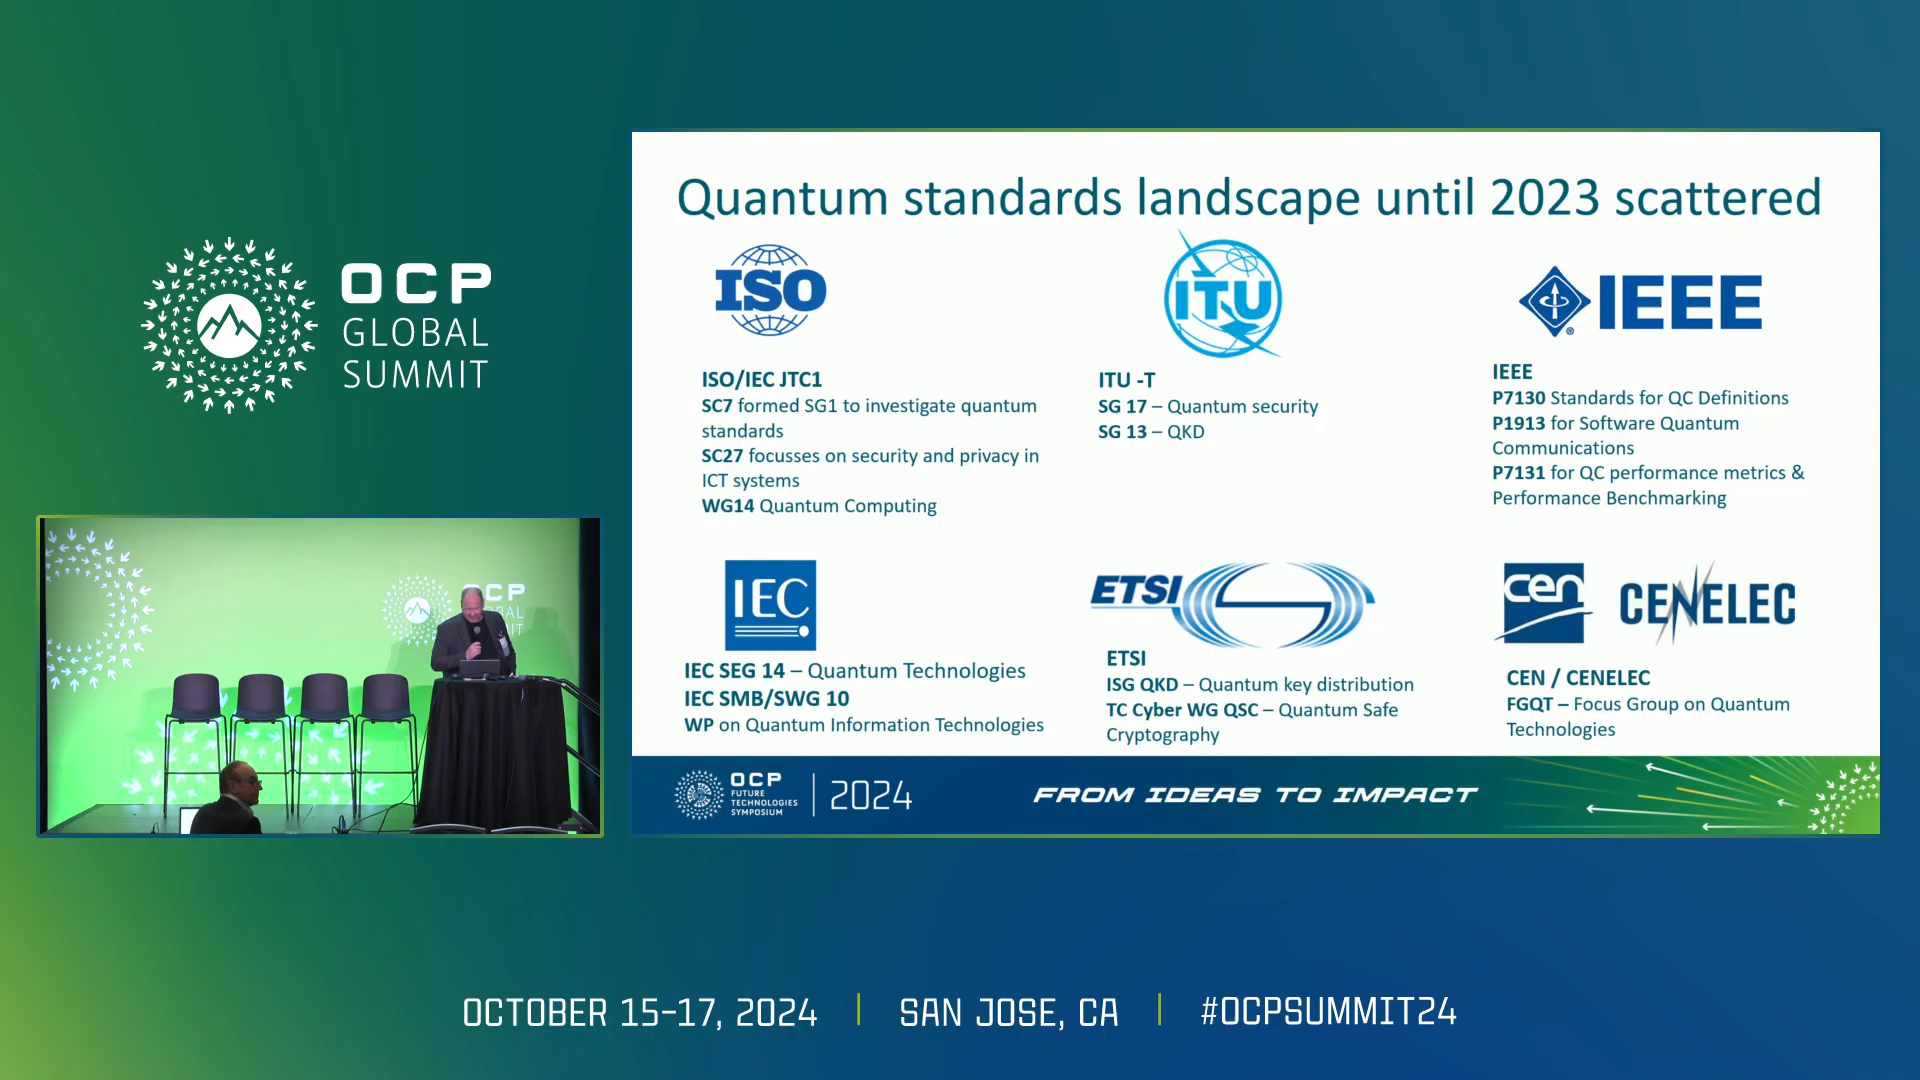 OCP
GLOBAL
SUMMIT
Quantum standards landscape until 2023 scattered
ISO
ISO/IEC JTC1
SC7 formed SG1 to investigate quantum
standards
SC27 focusses on security and privacy in
ICT systems
WG14 Quantum Computing
ITU
ITU -T
SG 17 – Quantum security
SG 13 – QKD
IEEE
IEEE
P7130 Standards for QC Definitions
P1913 for Software Quantum
Communications
P7131 for QC performance metrics &
Performance Benchmarking
IEC
IEC SEG 14 – Quantum Technologies
IEC SMB/SWG 10
WP on Quantum Information Technologies
ETSI
ETSI
ISG QKD – Quantum key distribution
TC Cyber WG QSC – Quantum Safe
Cryptography
cen
CENELEC
CEN / CENELEC
FGQT – Focus Group on Quantum
Technologies
OCP
FUTURE
TECHNOLOGIES
SYMPOSIUM
2024
FROM IDEAS TO IMPACT
OCTOBER 15-17, 2024
SAN JOSE, CA
#OCPSUMMIT24